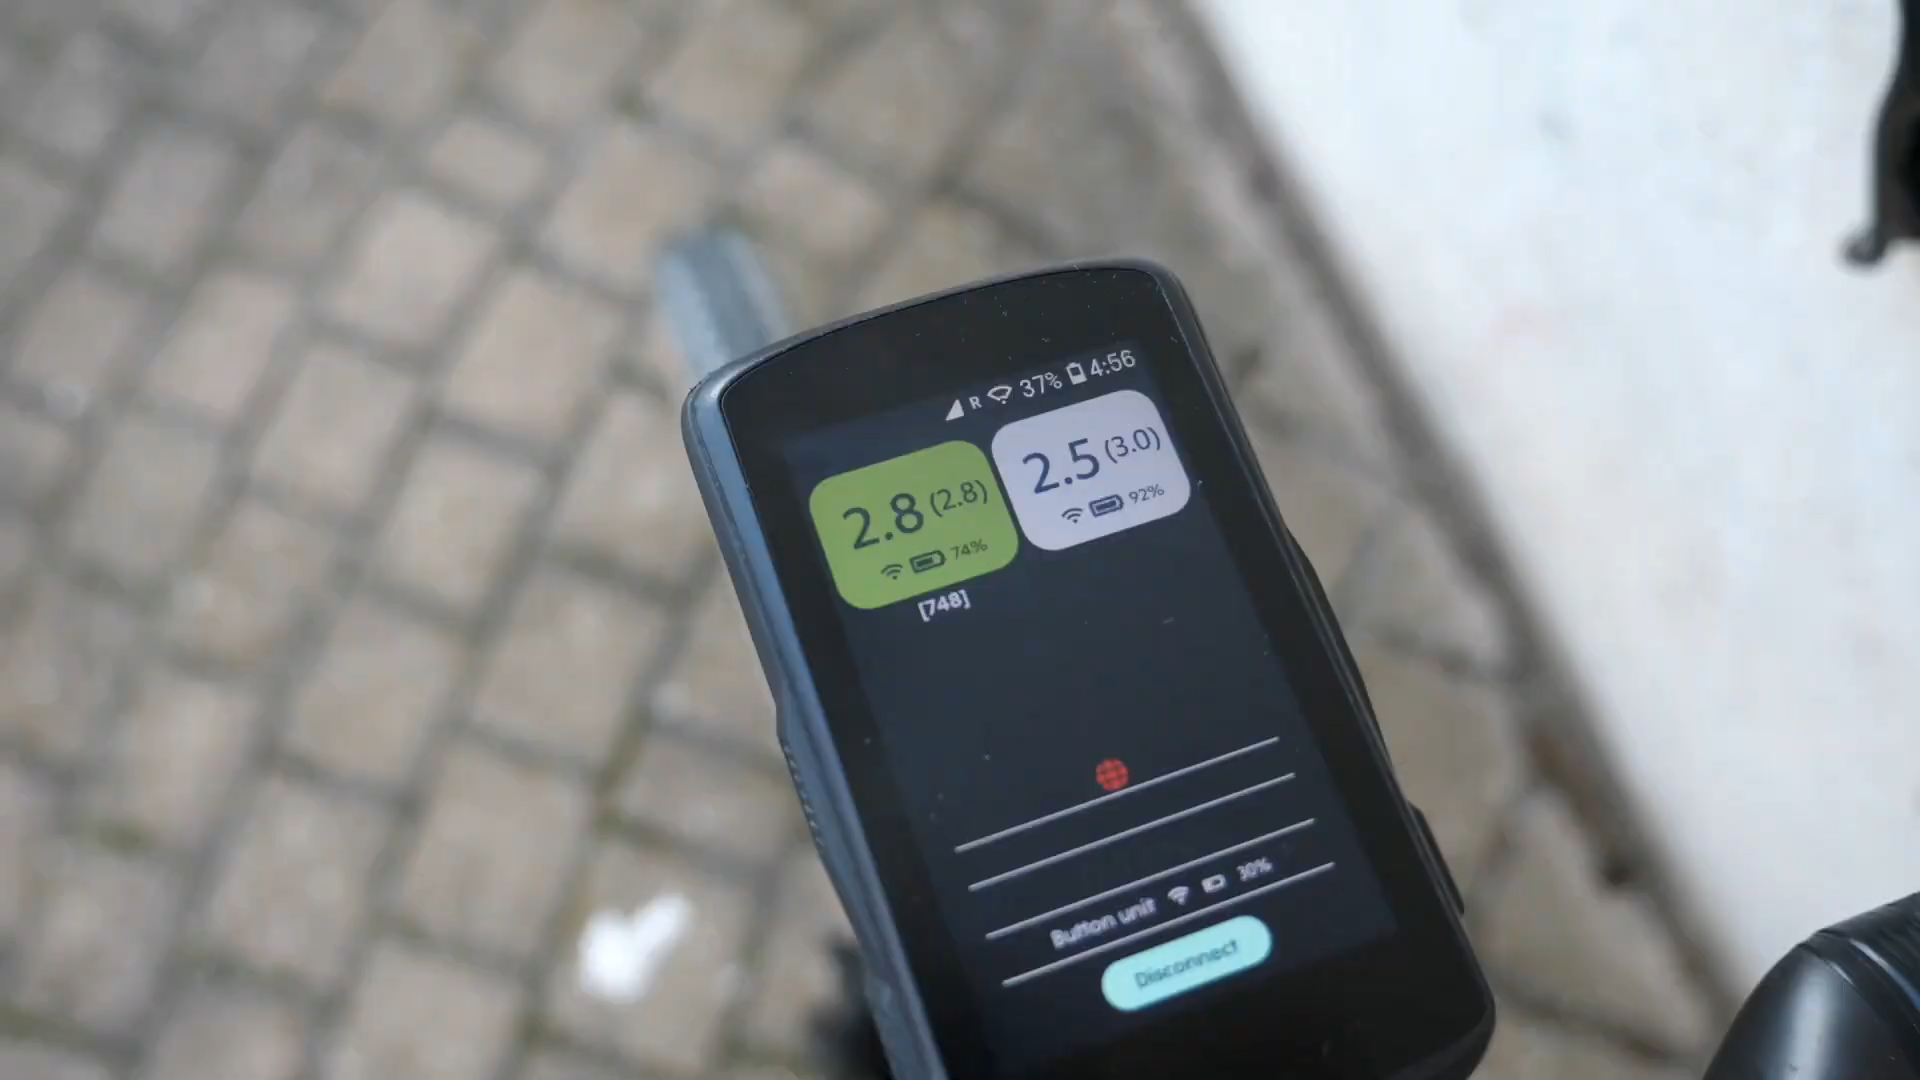 R 37% 4:56
2.8 (2.8)
74%
2.5 (3.0)
92%
[748]
Button unit 30%
Disconnect